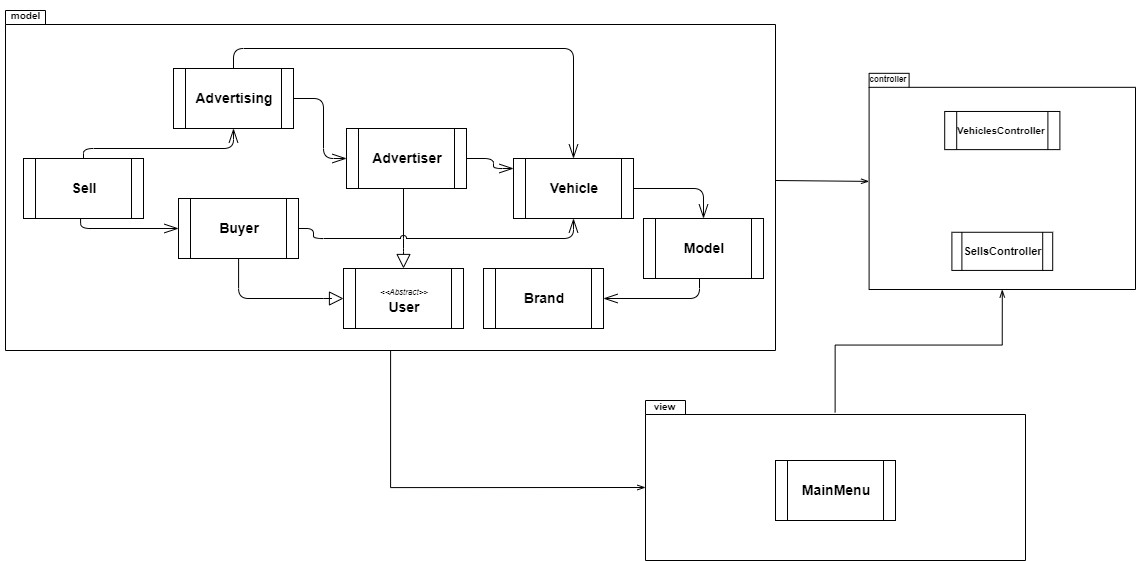 model
controller
Advertising
VehiclesController
Advertiser
Sell
Vehicle
Buyer
Model
SellsController
<<Abstract>>
User
Brand
view
MainMenu